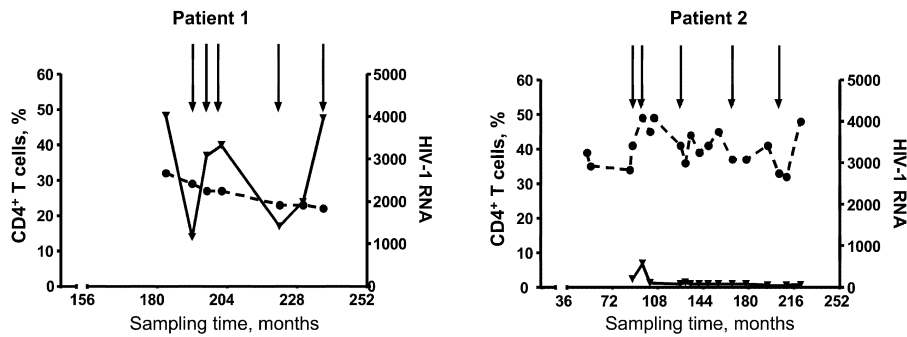 Patient 1
60
50
40
30
20
10
0
CD4+ T cells, %
5000
4000
3000
2000
1000
0
HIV-1 RNA
156 180 204 228 252
Sampling time, months
Patient 2
60
50
40
30
20
10
0
CD4+ T cells, %
5000
4000
3000
2000
1000
0
HIV-1 RNA
36 72 108 144 180 216 252
Sampling time, months